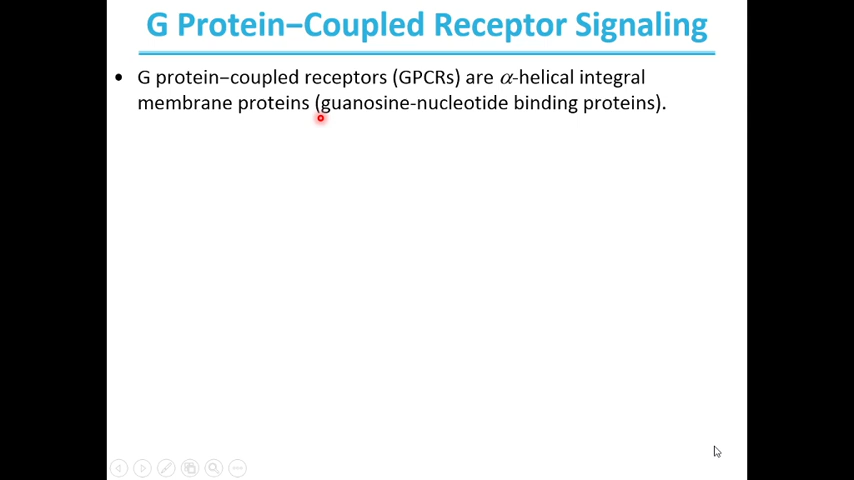 G Protein−Coupled Receptor Signaling
• G protein−coupled receptors (GPCRs) are α-helical integral
membrane proteins (guanosine-nucleotide binding proteins).